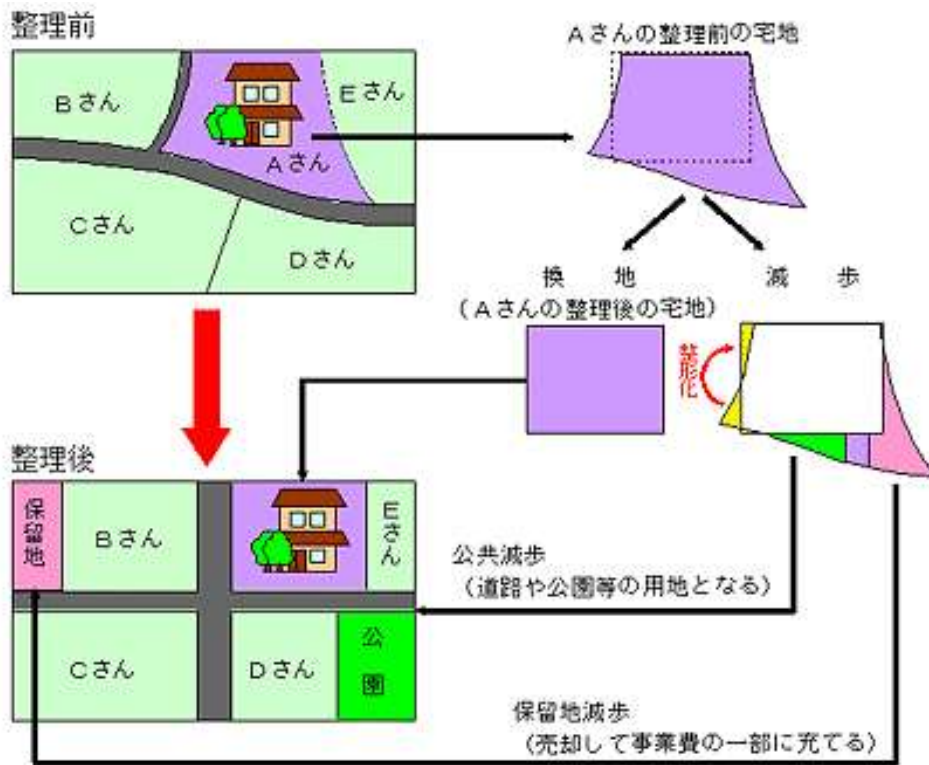 整理前
Bさん
Aさん
Eさん
Cさん
Dさん
Aさんの整理前の宅地
換 地
(Aさんの整理後の宅地)
減 歩
整形化
整理後
保留地
Bさん
Eさん
Cさん
Dさん
公園
公共減歩
(道路や公園等の用地となる)
保留地減歩
(売却して事業費の一部に充てる)